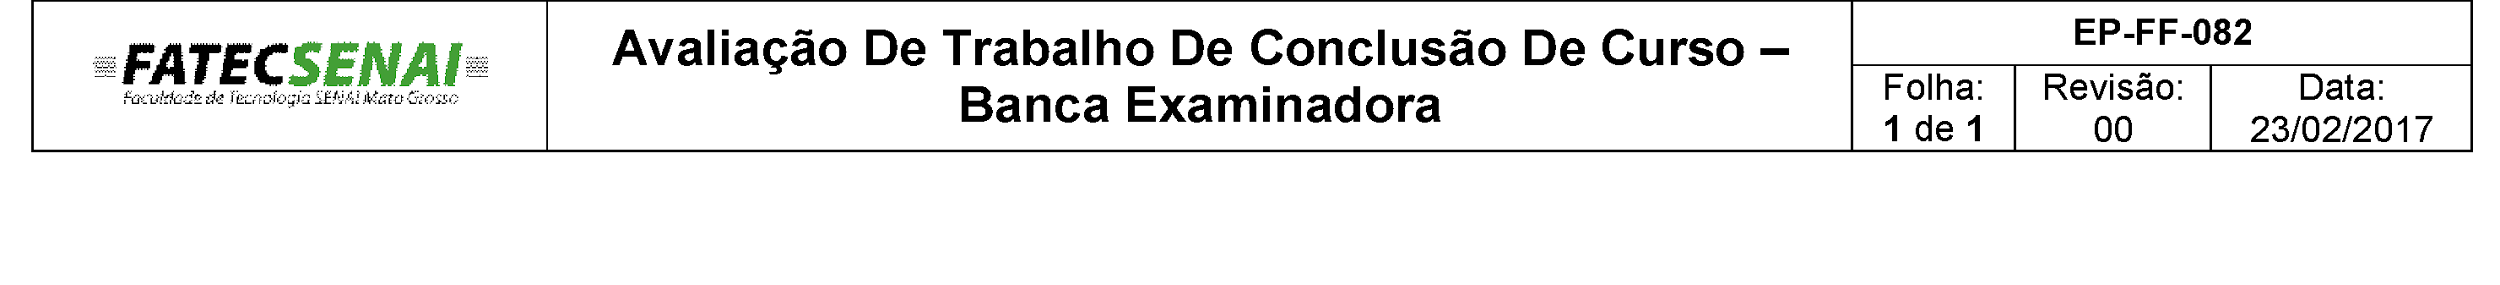 FATECSENAI
Faculdade de Tecnologia SENAI Mato Grosso
Avaliação De Trabalho De Conclusão De Curso –
Banca Examinadora
EP-FF-082
Folha:
1 de 1
Revisão:
00
Data:
23/02/2017